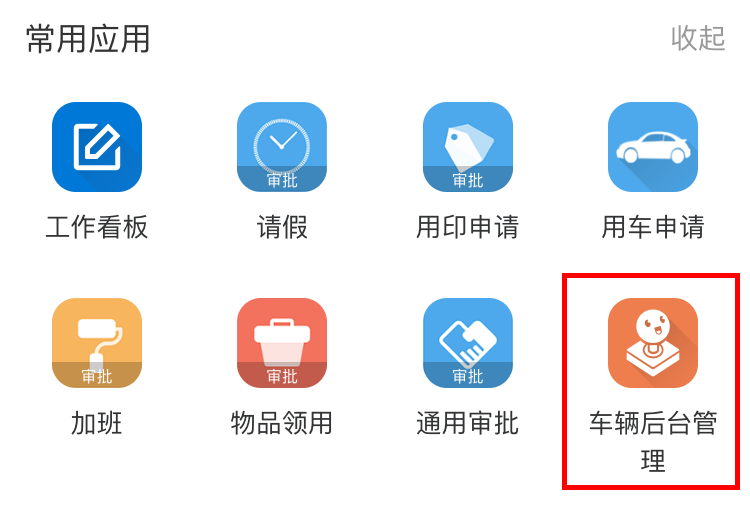 常用应用 收起
审批 审批
工作看板 请假 用印申请 用车申请
审批 审批 审批
加班 物品领用 通用审批 车辆后台管
理